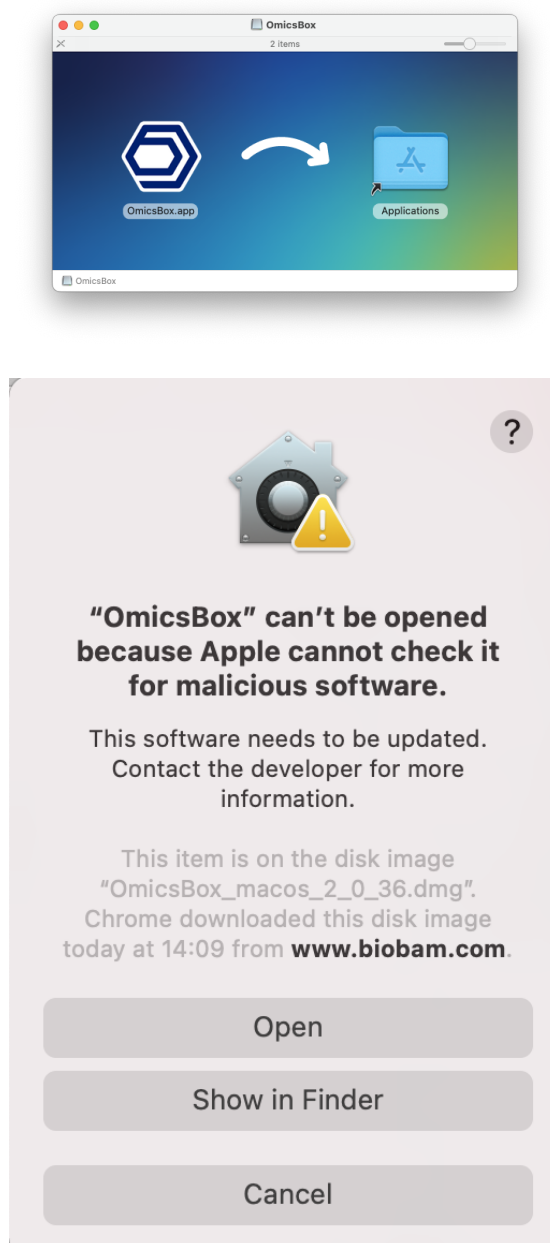 OmicsBox
2 items
OmicsBox.app
Applications
OmicsBox
?
“OmicsBox” can’t be opened
because Apple cannot check it
for malicious software.
This software needs to be updated.
Contact the developer for more
information.
This item is on the disk image
“OmicsBox_macos_2_0_36.dmg”.
Chrome downloaded this disk image
today at 14:09 from www.biobam.com.
Open
Show in Finder
Cancel